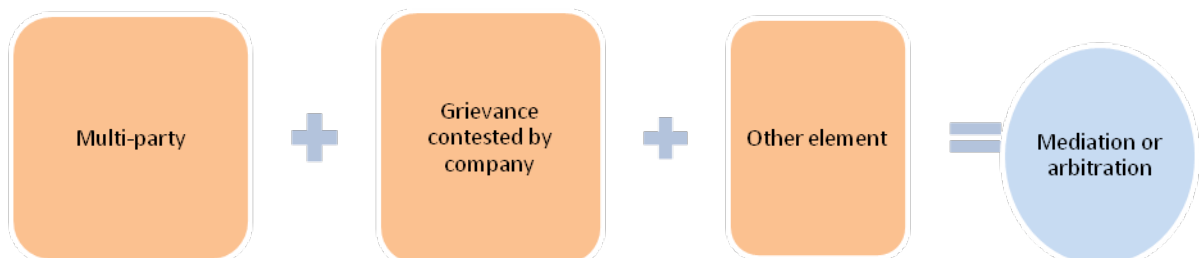 Multi-party
Grievance
contested by
company
Other element
Mediation or
arbitration